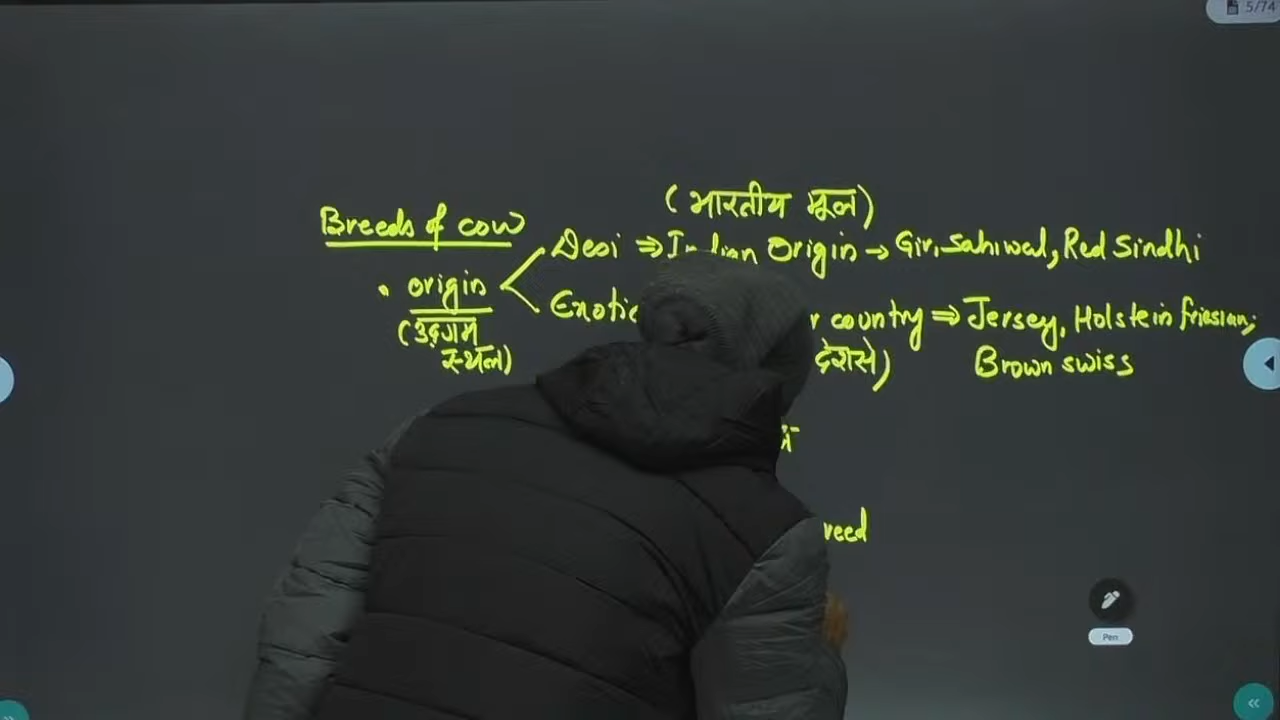 5/74
(भारतीय मूल)
Breeds of cow
Desi ⇒ Indian Origin → Gir, Sahiwal, Red Sindhi
• origin
Exotic
country ⇒ Jersey, Holstein friesian,
(उद्गम
स्थल)
देशसे)
Brown swiss
reed
Pen